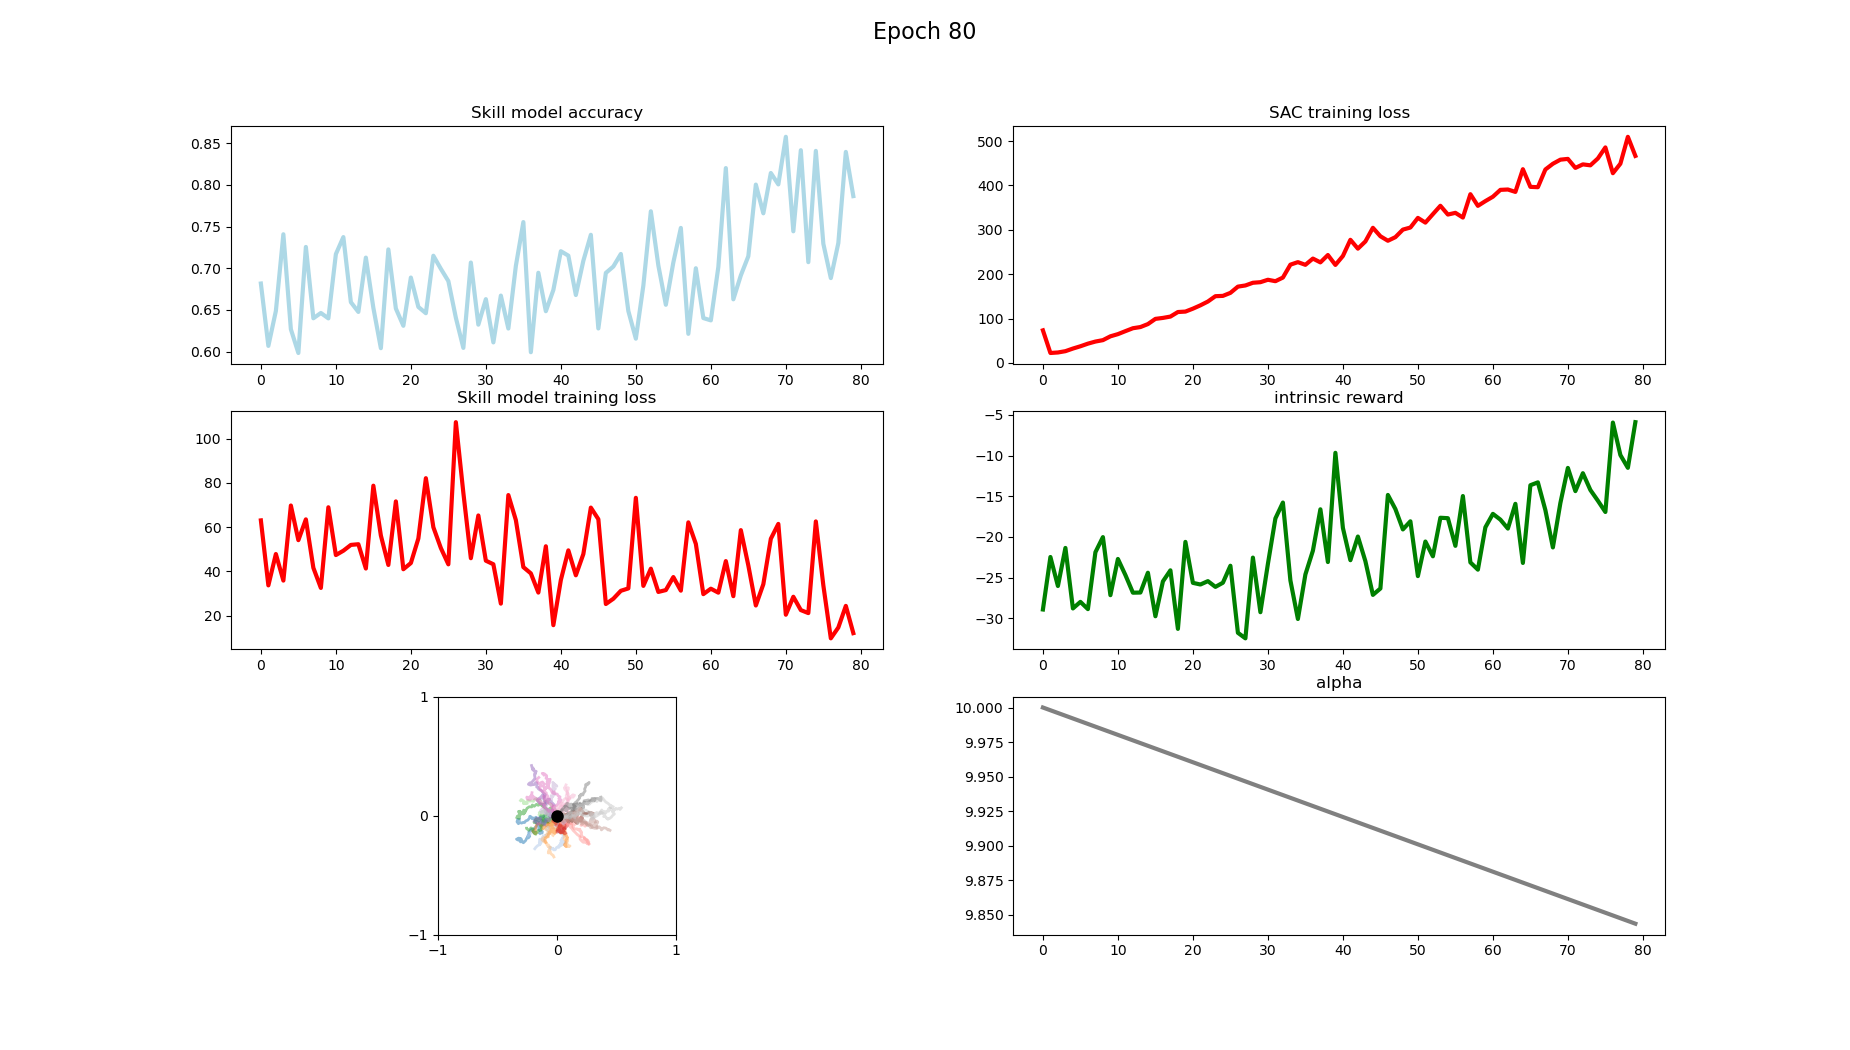 Epoch 80
Skill model accuracy
0.85
0.80
0.75
0.70
0.65
0.60
0 10 20 30 40 50 60 70 80
SAC training loss
500
400
300
200
100
0
0 10 20 30 40 50 60 70 80
Skill model training loss
100
80
60
40
20
0 10 20 30 40 50 60 70 80
intrinsic reward
−5
−10
−15
−20
−25
−30
0 10 20 30 40 50 60 70 80
1
0
−1
−1 0 1
alpha
10.000
9.975
9.950
9.925
9.900
9.875
9.850
0 10 20 30 40 50 60 70 80